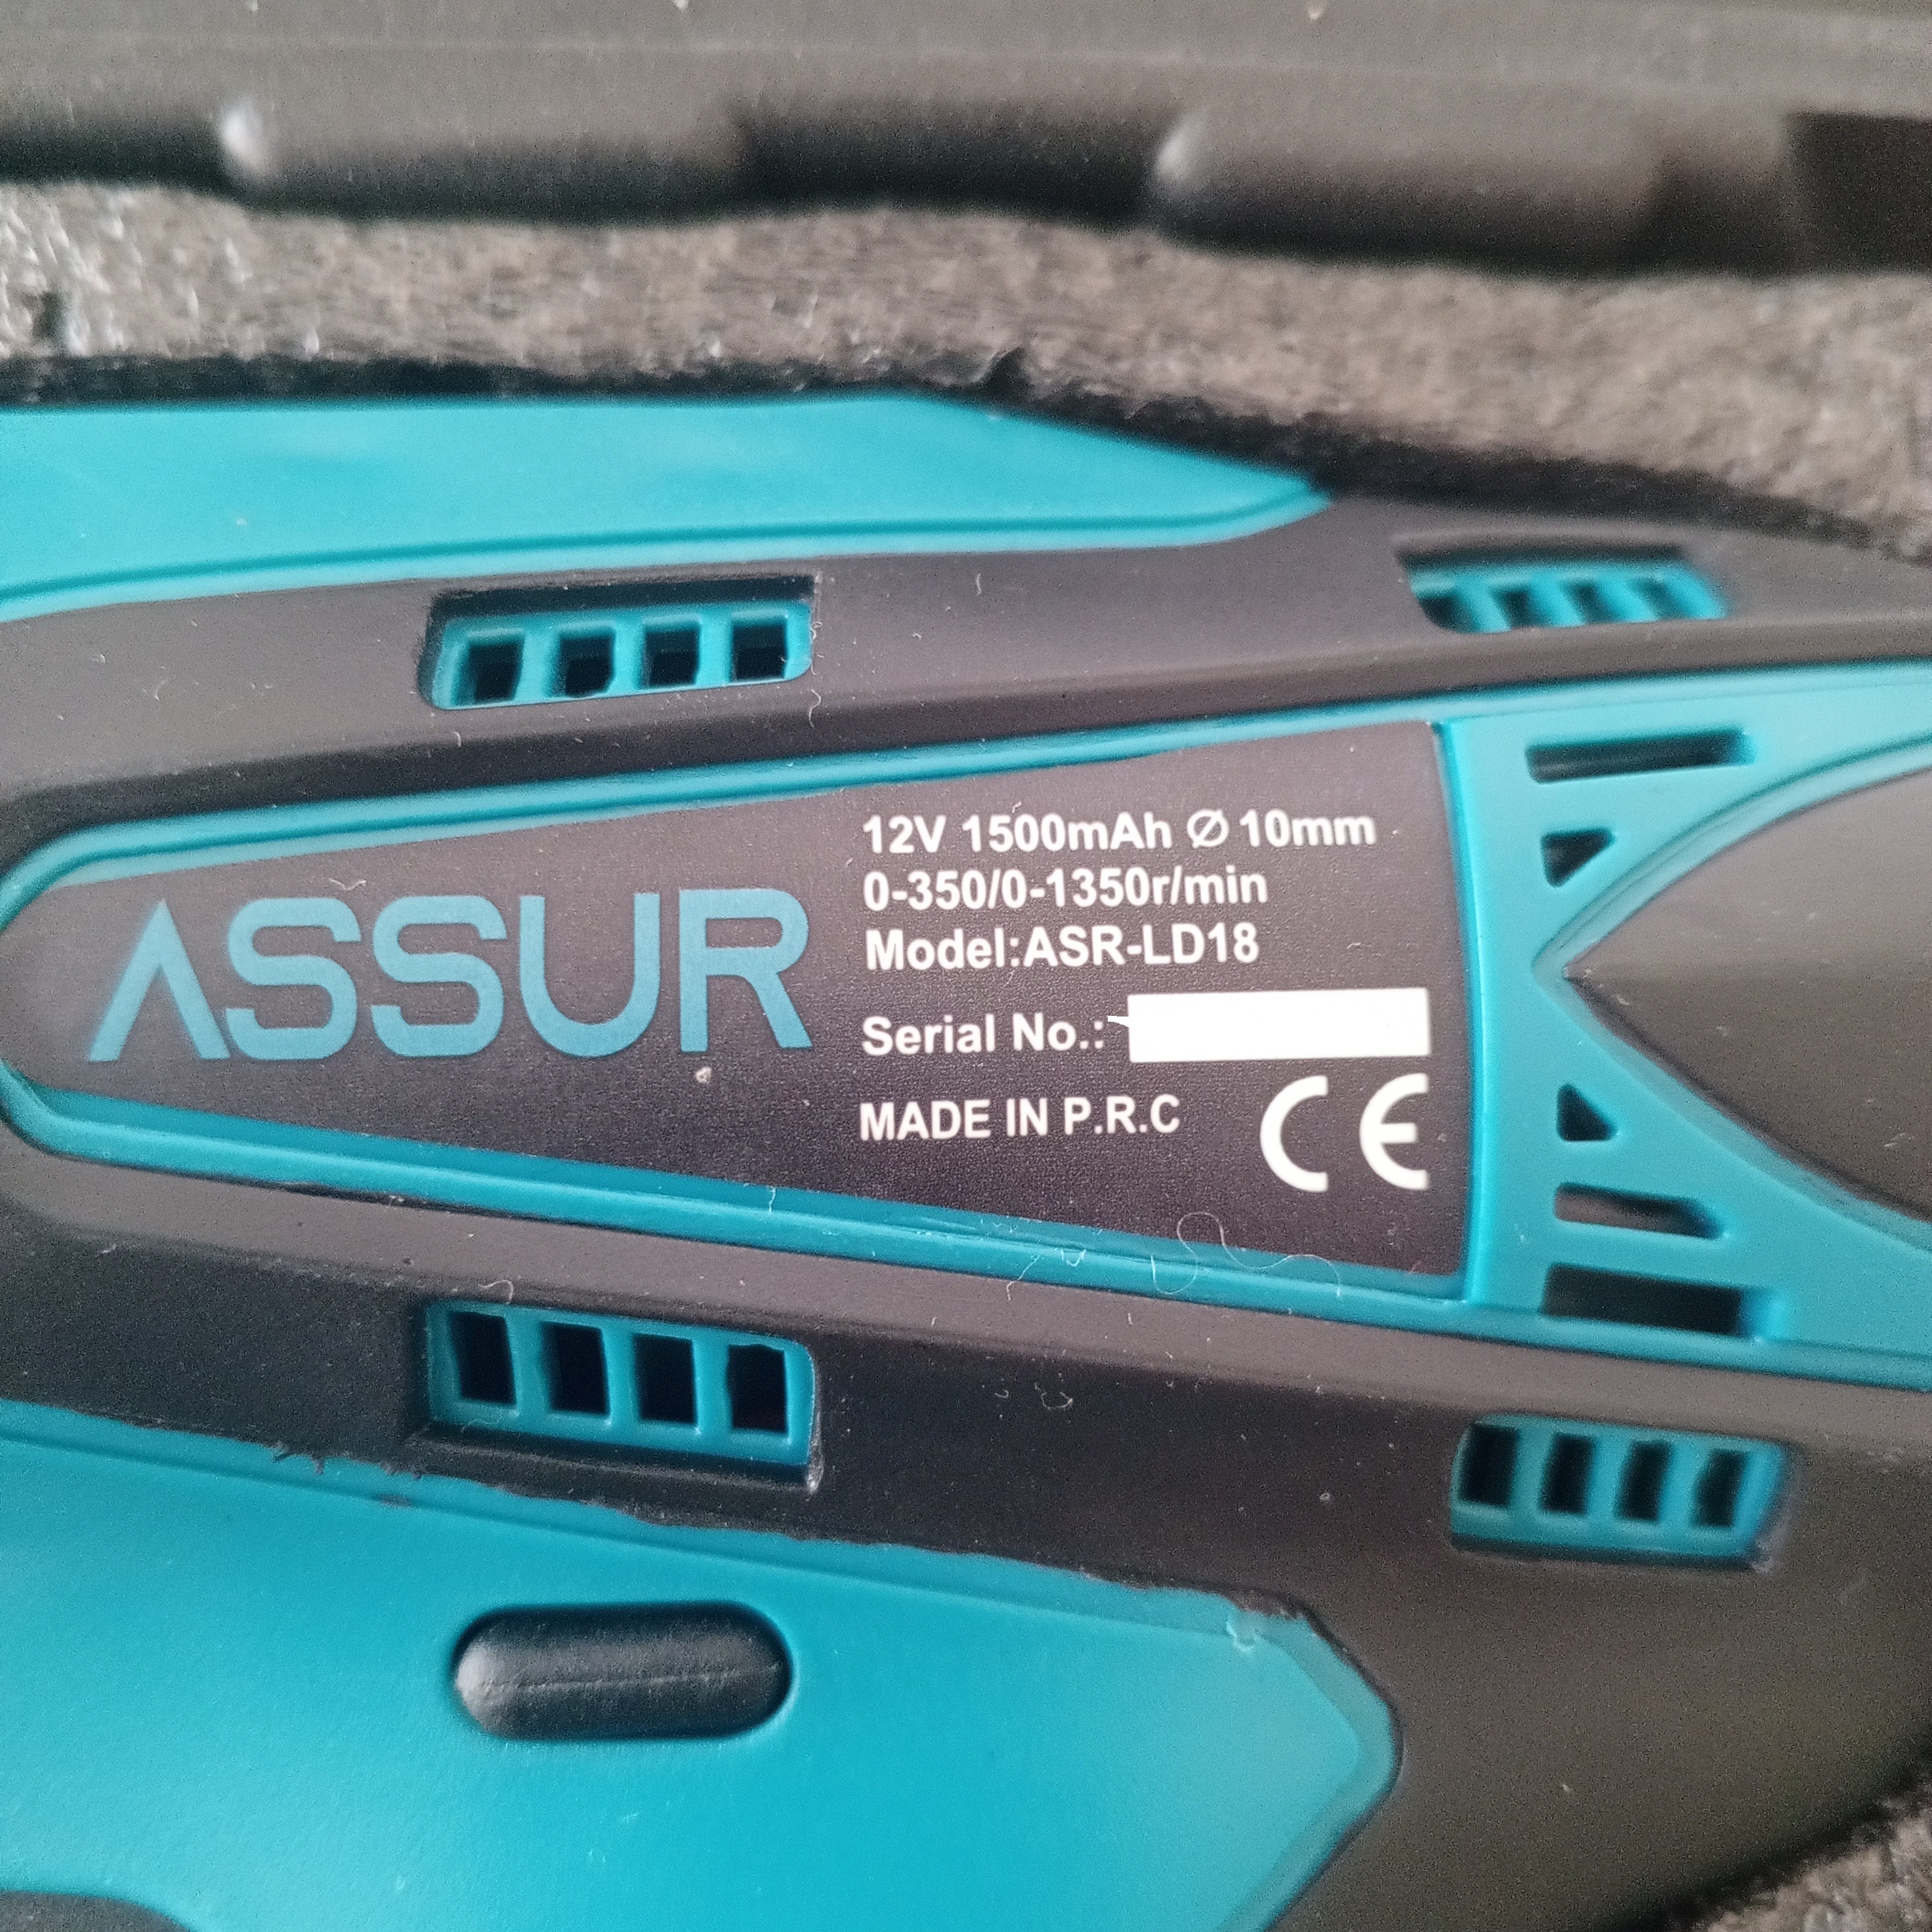 ASSUR
12V 1500mAh Ø 10mm
0-350/0-1350r/min
Model:ASR-LD18
Serial No.:
MADE IN P.R.C
CE